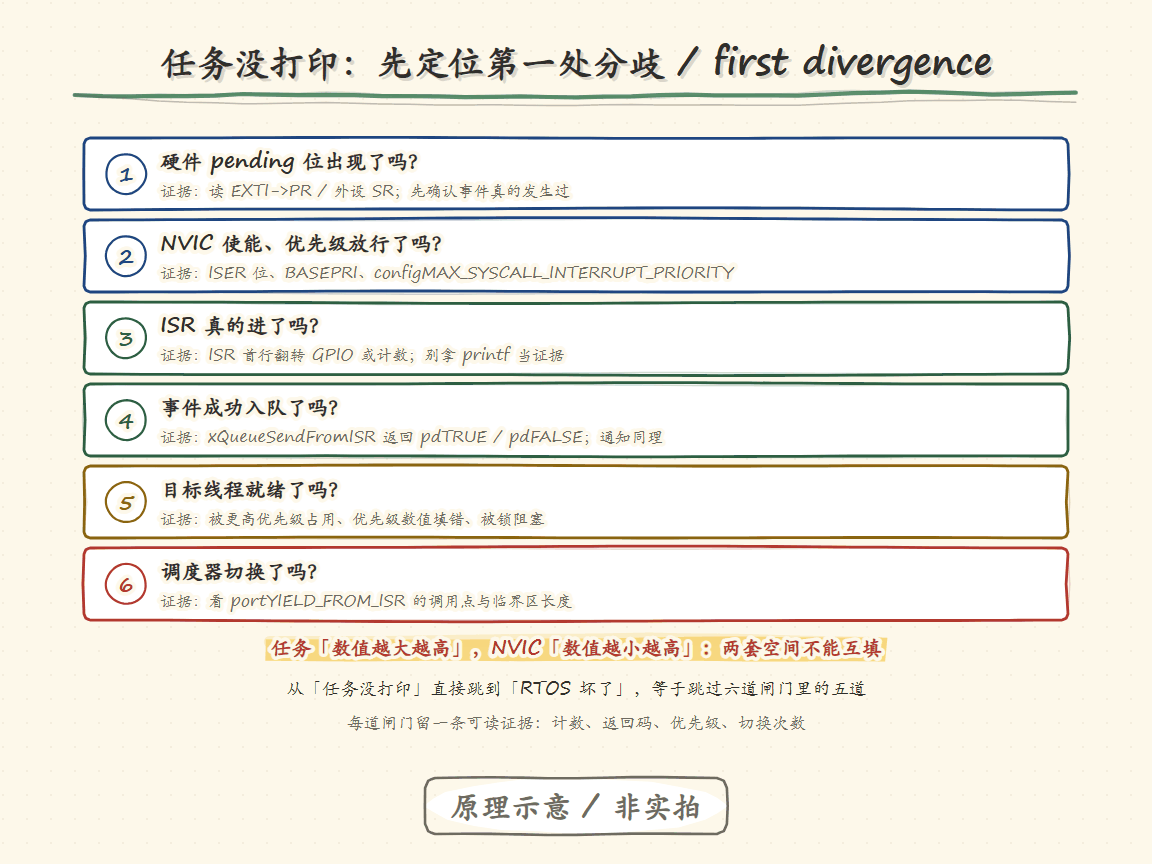 任务没打印：先定位第一处分歧 / first divergence
1
硬件 pending 位出现了吗？
证据：读 EXTI->PR / 外设 SR；先确认事件真的发生过
2
NVIC 使能、优先级放行了吗？
证据：ISER 位、BASEPRI、configMAX_SYSCALL_INTERRUPT_PRIORITY
3
ISR 真的进了吗？
证据：ISR 首行翻转 GPIO 或计数；别拿 printf 当证据
4
事件成功入队了吗？
证据：xQueueSendFromISR 返回 pdTRUE / pdFALSE；通知同理
5
目标线程就绪了吗？
证据：被更高优先级占用、优先级数值填错、被锁阻塞
6
调度器切换了吗？
证据：看 portYIELD_FROM_ISR 的调用点与临界区长度
任务「数值越大越高」，NVIC「数值越小越高」：两套空间不能互填
从「任务没打印」直接跳到「RTOS 坏了」，等于跳过六道闸门里的五道
每道闸门留一条可读证据：计数、返回码、优先级、切换次数
原理示意 / 非实拍